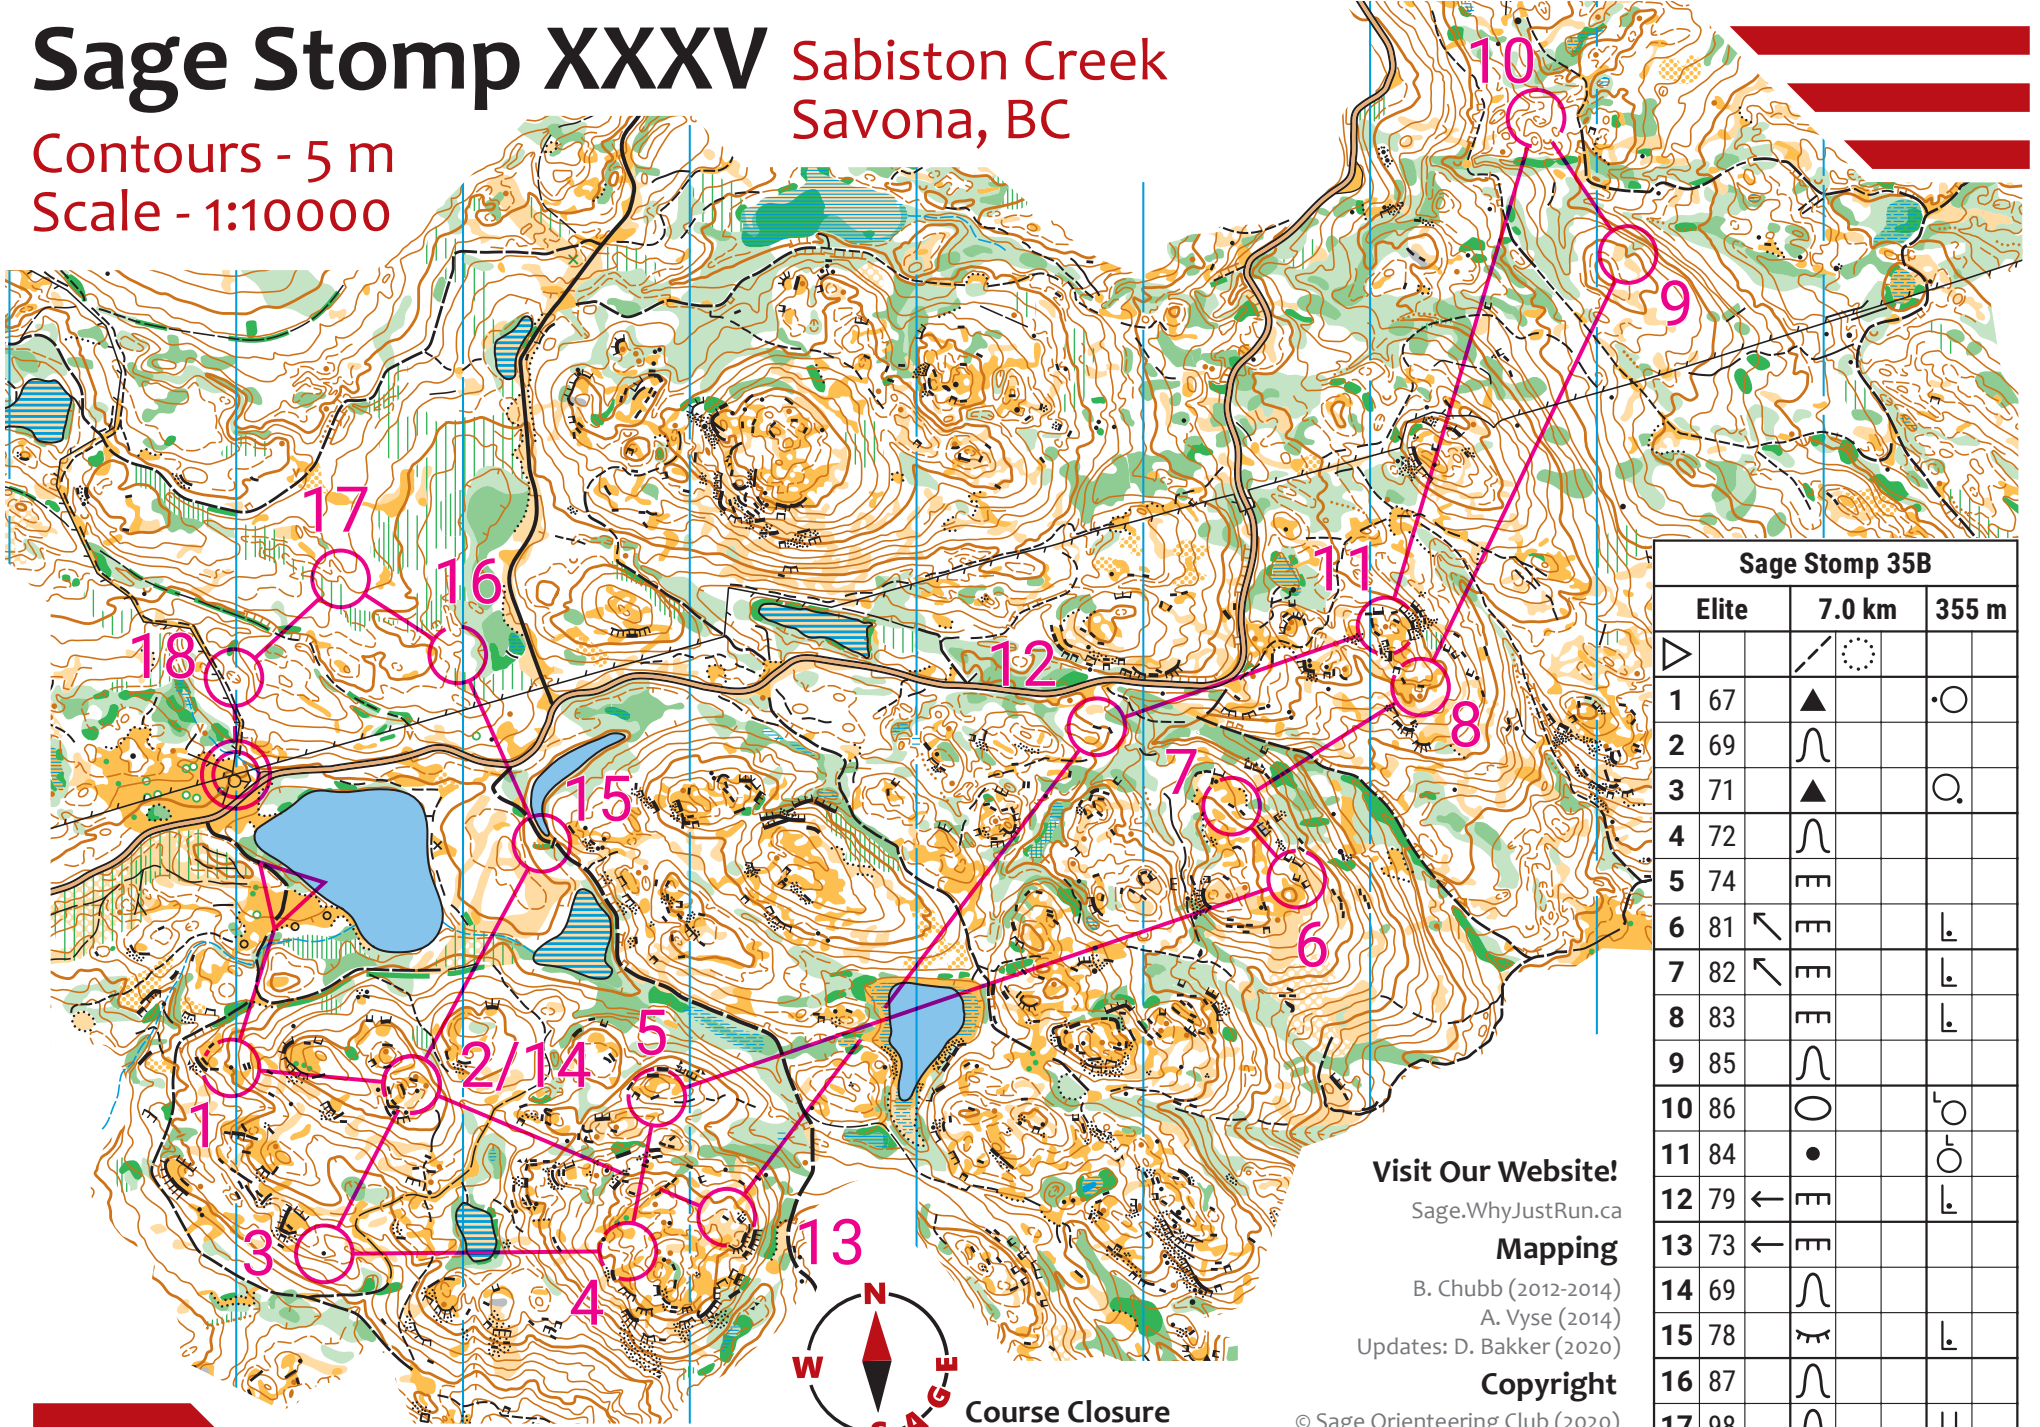 Sage Stomp XXXV
Sabiston Creek
Savona, BC
Contours - 5 m
Scale - 1:10000
10
9
17
16
11
18
12
8
7
15
6
5
2/14
1
3
13
4
Sage Stomp 35B
Elite 7.0 km 355 m
1 67
2 69
3 71
4 72
5 74
6 81
7 82
8 83
9 85
10 86
11 84
12 79
13 73
14 69
15 78
16 87
17 98
Visit Our Website!
Sage.WhyJustRun.ca
Mapping
B. Chubb (2012-2014)
A. Vyse (2014)
Updates: D. Bakker (2020)
Copyright
© Sage Orienteering Club (2020)
N
W E
SAGE
Course Closure